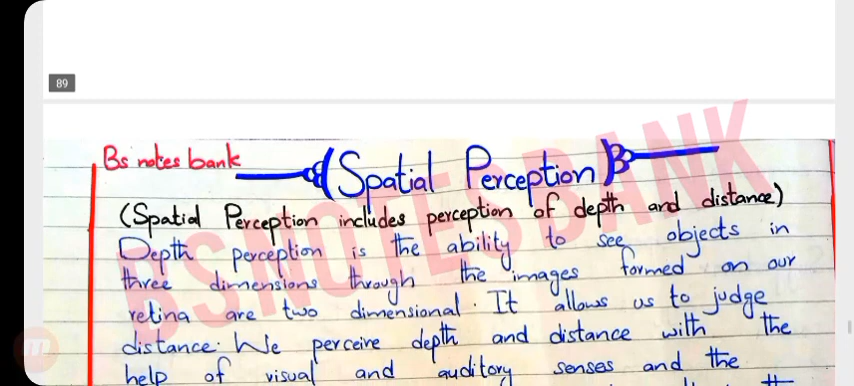 89
Bs notes bank
Spatial Perception
(Spatial Perception includes perception of depth and distance)
Depth perception is the ability to see objects in
three dimensions through the images formed on our
retina are two dimensional. It allows us to judge
distance. We perceive depth and distance with the
help of visual and auditory senses and the
BSNOTESBANK